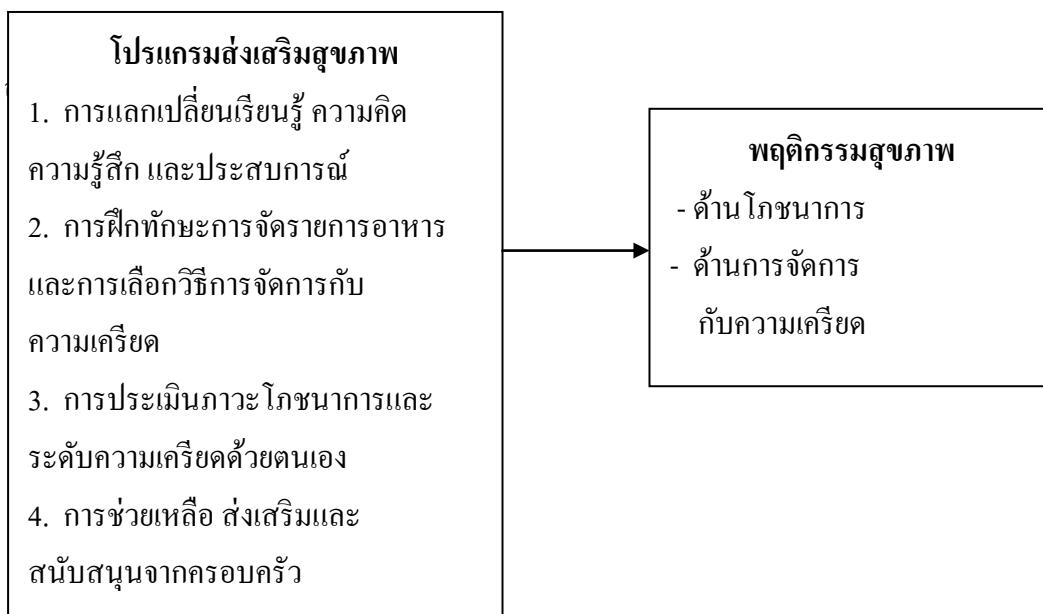 โปรแกรมส่งเสริมสุขภาพ
1. การแลกเปลี่ยนเรียนรู้ ความคิด
ความรู้สึก และประสบการณ์
2. การฝึกทักษะการจัดรายการอาหาร
และการเลือกวิธีการจัดการกับ
ความเครียด
3. การประเมินภาวะโภชนาการและ
ระดับความเครียดด้วยตนเอง
4. การช่วยเหลือ ส่งเสริมและ
สนับสนุนจากครอบครัว
พฤติกรรมสุขภาพ
- ด้านโภชนาการ
- ด้านการจัดการ
กับความเครียด